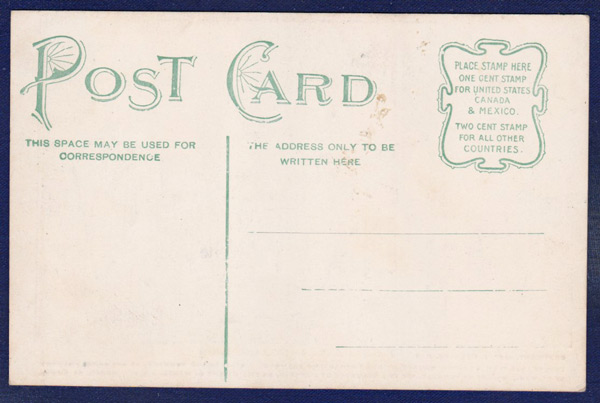 POST CARD
PLACE STAMP HERE
ONE CENT STAMP
FOR UNITED STATES
CANADA
& MEXICO.
TWO CENT STAMP
FOR ALL OTHER
COUNTRIES.
THIS SPACE MAY BE USED FOR
CORRESPONDENCE
THE ADDRESS ONLY TO BE
WRITTEN HERE